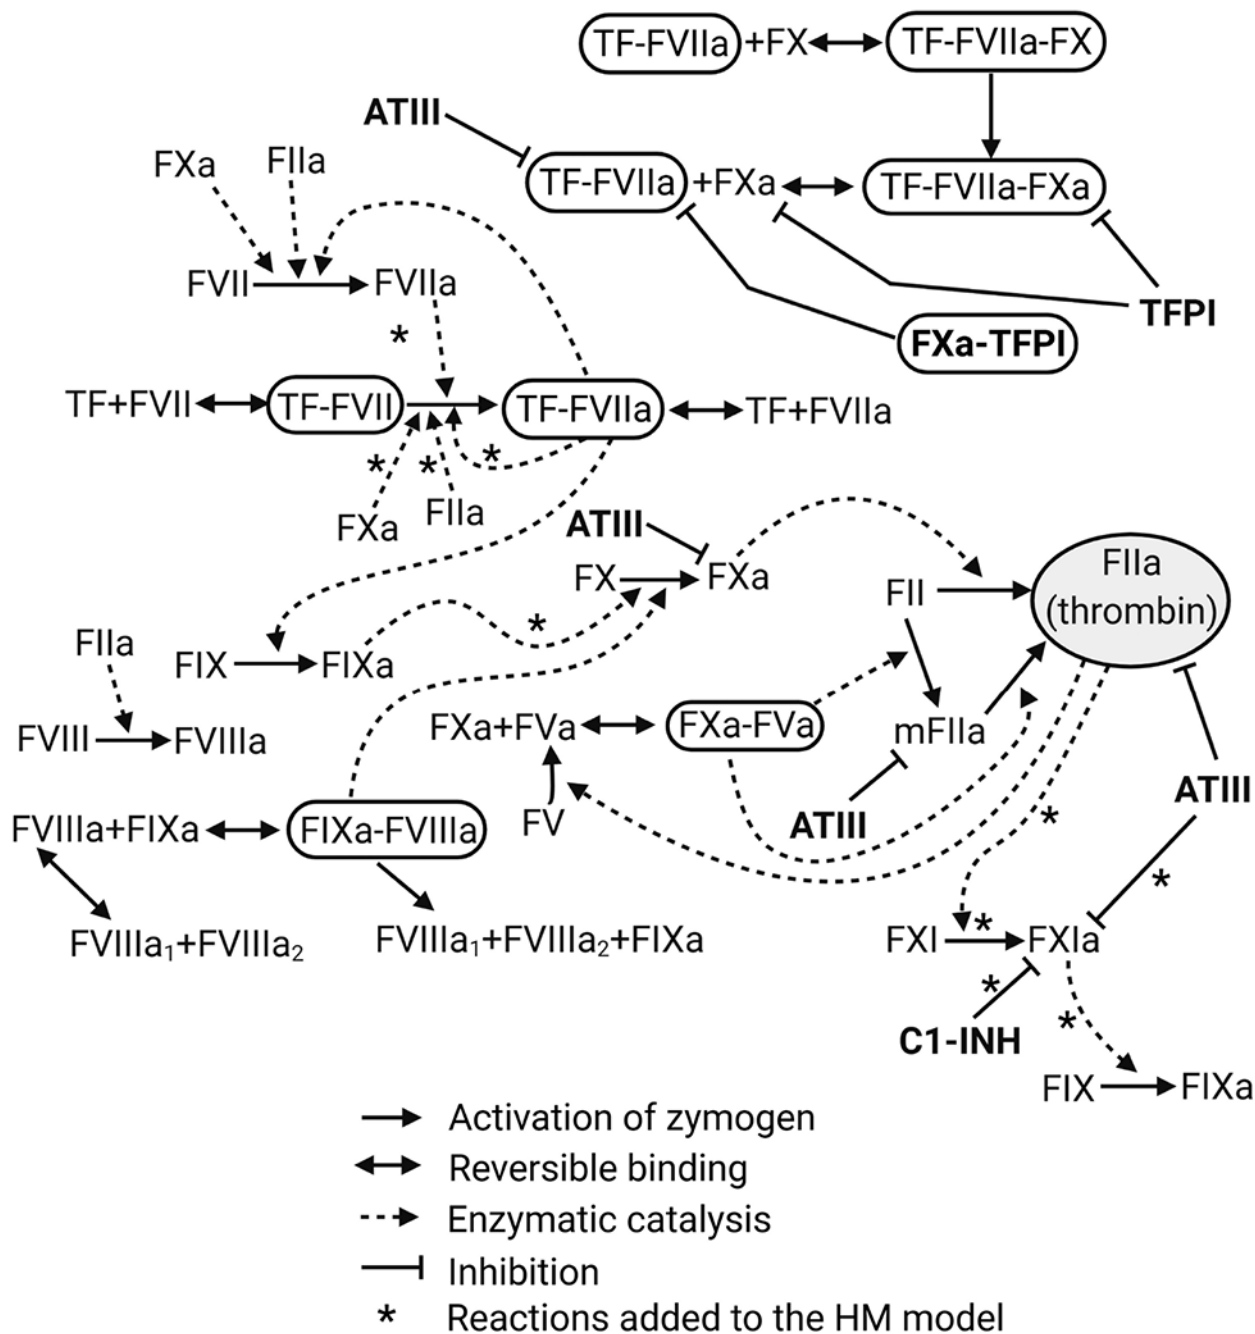 TF-FVIIa +FX TF-FVIIa-FX
ATIII
TF-FVIIa +FXa TF-FVIIa-FXa
FXa FIIa
FVII FVIIa
TFPI
*
FXa-TFPI
TF+FVII TF-FVII TF-FVIIa TF+FVIIa
* * *
FXa FIIa
ATIII
FX FXa
FII
FIIa
(thrombin)
*
FIIa
FIX FIXa
FVIII FVIIIa
FXa+FVa FXa-FVa mFIIa
ATIII
FV ATIII
*
FVIIIa+FIXa FIXa-FVIIIa
*
FVIIIa₁+FVIIIa₂ FVIIIa₁+FVIIIa₂+FIXa
FXI * FXIa
*
C1-INH *
FIX FIXa
Activation of zymogen
Reversible binding
Enzymatic catalysis
Inhibition
* Reactions added to the HM model